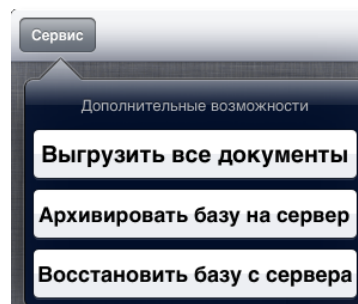 Сервис
Дополнительные возможности
Выгрузить все документы
Архивировать базу на сервер
Восстановить базу с сервера